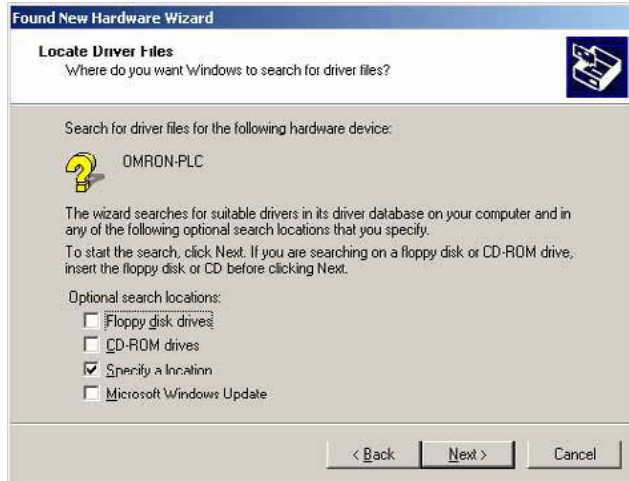 Found New Hardware Wizard
Locate Driver Files
Where do you want Windows to search for driver files?
Search for driver files for the following hardware device:
OMRON-PLC
The wizard searches for suitable drivers in its driver database on your computer and in
any of the following optional search locations that you specify.
To start the search, click Next. If you are searching on a floppy disk or CD-ROM drive,
insert the floppy disk or CD before clicking Next.
Optional search locations:
Floppy disk drives
CD-ROM drives
Specify a location
Microsoft Windows Update
< Back Next > Cancel